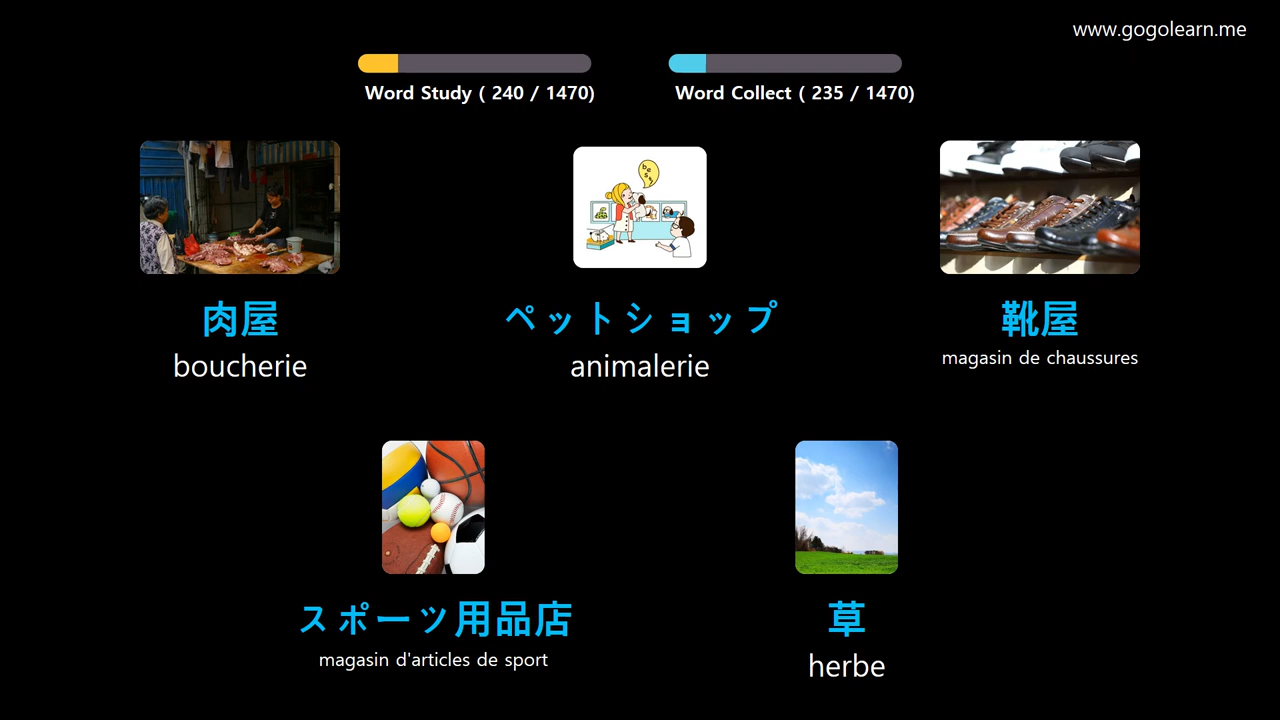 www.gogolearn.me
Word Study ( 240 / 1470)
Word Collect ( 235 / 1470)
肉屋
boucherie
ペットショップ
animalerie
靴屋
magasin de chaussures
スポーツ用品店
magasin d'articles de sport
草
herbe